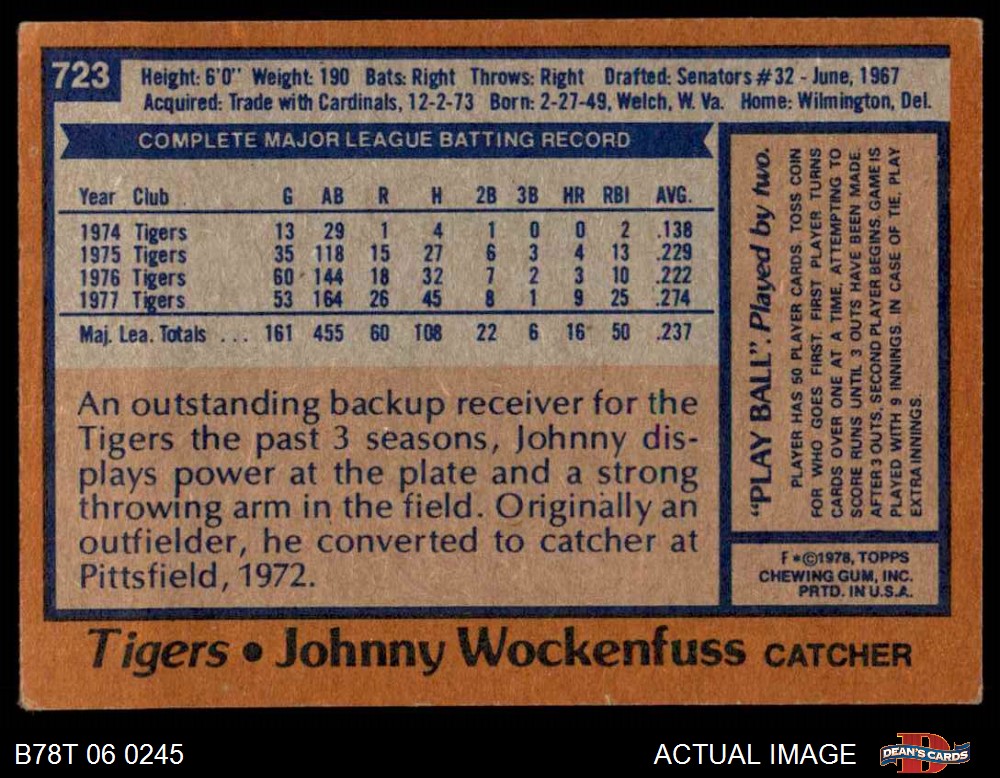 723
Height: 6'0" Weight: 190 Bats: Right Throws: Right Drafted: Senators #32 - June, 1967
Acquired: Trade with Cardinals, 12-2-73 Born: 2-27-49, Welch, W. Va. Home: Wilmington, Del.
COMPLETE MAJOR LEAGUE BATTING RECORD
Year Club G AB R H 2B 3B HR RBI AVG.
1974 Tigers 13 29 1 4 1 0 0 2 .138
1975 Tigers 35 118 15 27 6 3 4 13 .229
1976 Tigers 60 144 18 32 7 2 3 10 .222
1977 Tigers 53 164 26 45 8 1 9 25 .274
Maj. Lea. Totals ... 161 455 60 108 22 6 16 50 .237
An outstanding backup receiver for the
Tigers the past 3 seasons, Johnny dis-
plays power at the plate and a strong
throwing arm in the field. Originally an
outfielder, he converted to catcher at
Pittsfield, 1972.
"PLAY BALL". Played by two.
PLAYER HAS 50 PLAYER CARDS. TOSS COIN
FOR WHO GOES FIRST. FIRST PLAYER TURNS
CARDS OVER ONE AT A TIME, ATTEMPTING TO
SCORE RUNS UNTIL 3 OUTS HAVE BEEN MADE.
AFTER 3 OUTS, SECOND PLAYER BEGINS. GAME IS
PLAYED WITH 9 INNINGS. IN CASE OF TIE, PLAY
EXTRA INNINGS.
F*©1978, TOPPS
CHEWING GUM, INC.
PRTD. IN U.S.A.
Tigers • Johnny Wockenfuss CATCHER
B78T 06 0245
ACTUAL IMAGE
D
DEAN'S CARDS